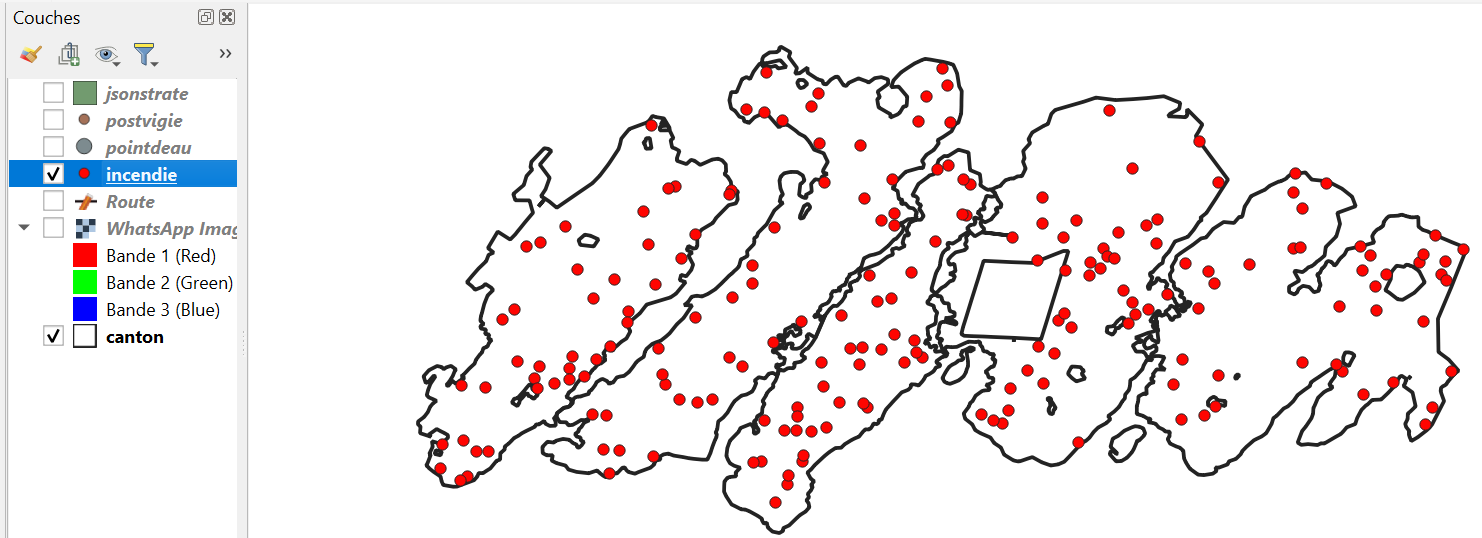 Couches
»
jsonstrate
postvigie
pointdeau
incendie
Route
WhatsApp Imag
Bande 1 (Red)
Bande 2 (Green)
Bande 3 (Blue)
canton